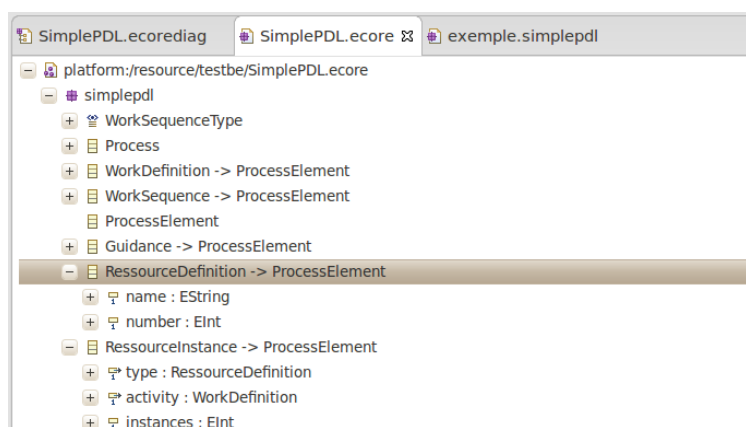 SimplePDL.ecorediag SimplePDL.ecore exemple.simplepdl
platform:/resource/testbe/SimplePDL.ecore
simplepdl
WorkSequenceType
Process
WorkDefinition -> ProcessElement
WorkSequence -> ProcessElement
ProcessElement
Guidance -> ProcessElement
RessourceDefinition -> ProcessElement
name : EString
number : EInt
RessourceInstance -> ProcessElement
type : RessourceDefinition
activity : WorkDefinition
instances : EInt